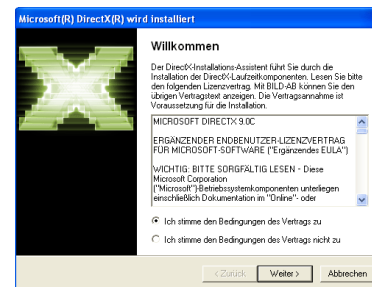 Microsoft(R) DirectX(R) wird installiert
Willkommen
Der DirectX-Installations-Assistent führt Sie durch die
Installation der DirectX-Laufzeitkomponenten. Lesen Sie bitte
den folgenden Lizenzvertrag. Mit BILD-AB können Sie den
übrigen Vertragstext anzeigen. Die Vertragsannahme ist
Voraussetzung für die Installation.
MICROSOFT DIRECTX 9.0C
ERGÄNZENDER ENDBENUTZER-LIZENZVERTRAG
FÜR MICROSOFT-SOFTWARE ("Ergänzendes EULA")
WICHTIG: BITTE SORGFÄLTIG LESEN - Diese
Microsoft Corporation
("Microsoft")-Betriebssystemkomponenten unterliegen
einschließlich Dokumentation im "Online"- oder
Ich stimme den Bedingungen des Vertrags zu
Ich stimme den Bedingungen des Vertrags nicht zu
< Zurück Weiter > Abbrechen